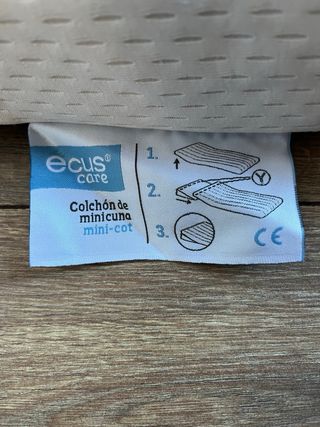 ecus
care
Colchón de
minicuna
mini-cot
1.
2.
Y
3.
CE